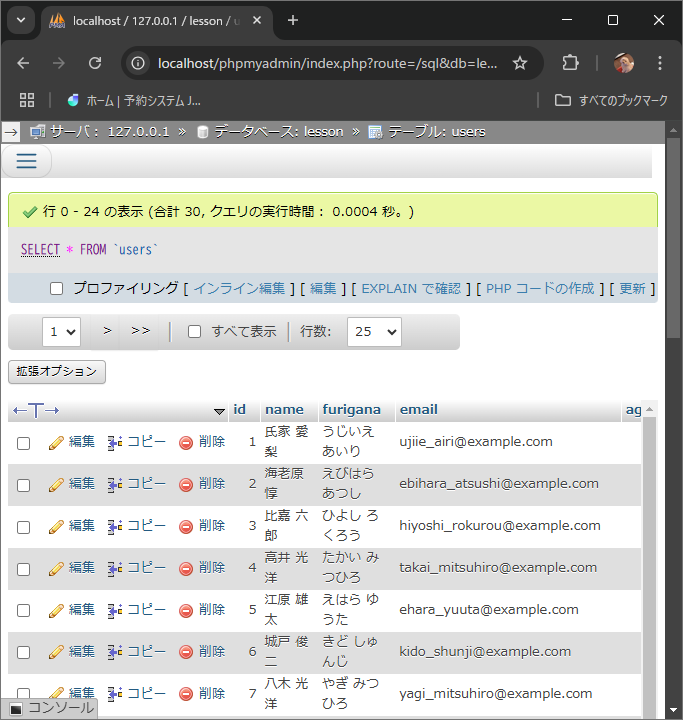 localhost / 127.0.0.1 / lesson / u
localhost/phpmyadmin/index.php?route=/sql&db=le...
ホーム | 予約システム J...
すべてのブックマーク
サーバ: 127.0.0.1 » データベース: lesson » テーブル: users
行 0 - 24 の表示 (合計 30, クエリの実行時間: 0.0004 秒。)
SELECT * FROM `users`
プロファイリング [ インライン編集 ] [ 編集 ] [ EXPLAIN で確認 ] [ PHP コードの作成 ] [ 更新 ]
1 > >> すべて表示 行数: 25
拡張オプション
←T→ id name furigana email ag
編集 コピー 削除 1 氏家 愛梨 うじいえ あいり ujiie_airi@example.com
編集 コピー 削除 2 海老原 惇 えびはら あつし ebihara_atsushi@example.com
編集 コピー 削除 3 比嘉 六郎 ひよし ろくろう hiyoshi_rokurou@example.com
編集 コピー 削除 4 高井 光洋 たかい みつひろ takai_mitsuhiro@example.com
編集 コピー 削除 5 江原 雄太 えはら ゆうた ehara_yuuta@example.com
編集 コピー 削除 6 城戸 俊二 きど しゅんじ kido_shunji@example.com
編集 コピー 削除 7 八木 光洋 やぎ みつひろ yagi_mitsuhiro@example.com
コンソール